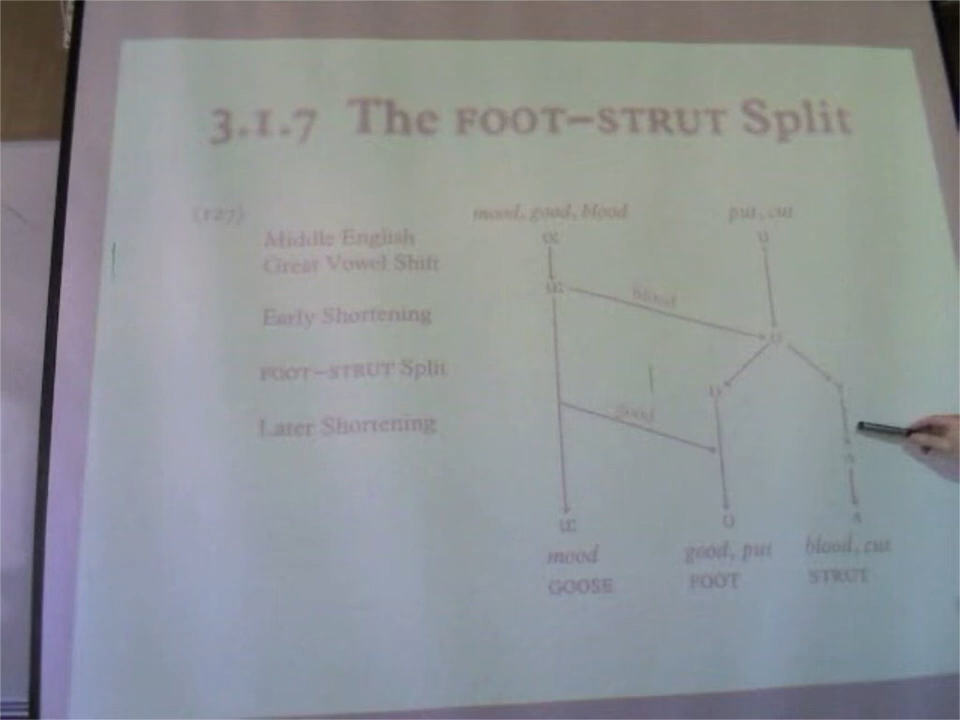 3.1.7 The FOOT–STRUT Split
(127)
mood, good, blood
put, cut
Middle English
Great Vowel Shift
Early Shortening
FOOT–STRUT Split
Later Shortening
oː
ʊ
uː
blood
ʊ
ʊ
good
uː
ʊ
mood
good, put
blood, cut
GOOSE
FOOT
STRUT